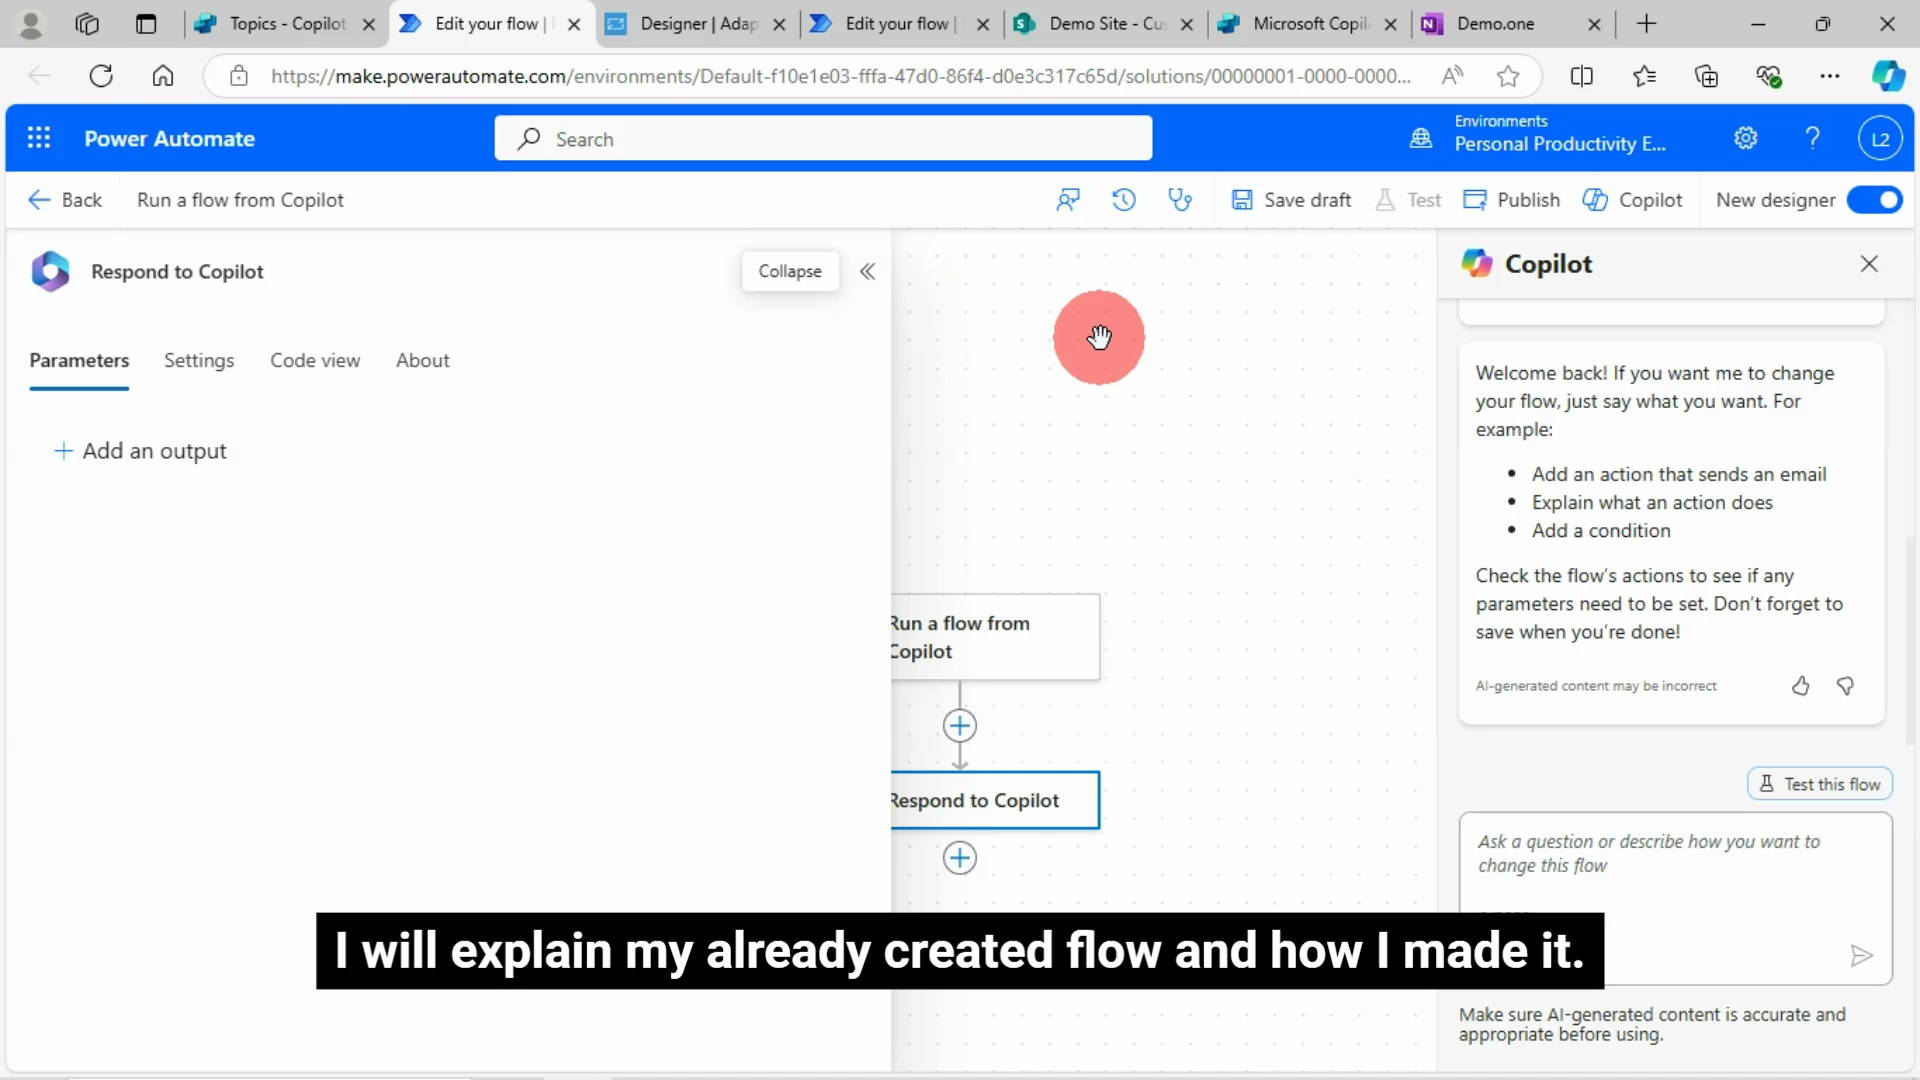 Topics - Copilot
Edit your flow |
Designer | Adap
Edit your flow |
Demo Site - Cus
Microsoft Copil
Demo.one
https://make.powerautomate.com/environments/Default-f10e1e03-fffa-47d0-86f4-d0e3c317c65d/solutions/00000001-0000-0000...
Power Automate
Search
Environments
Personal Productivity E...
L2
Back
Run a flow from Copilot
Save draft
Test
Publish
Copilot
New designer
Respond to Copilot
Collapse
Parameters
Settings
Code view
About
Add an output
Run a flow from
Copilot
Respond to Copilot
Copilot
Welcome back! If you want me to change
your flow, just say what you want. For
example:
• Add an action that sends an email
• Explain what an action does
• Add a condition
Check the flow's actions to see if any
parameters need to be set. Don't forget to
save when you're done!
AI-generated content may be incorrect
Test this flow
Ask a question or describe how you want to
change this flow
I will explain my already created flow and how I made it.
Make sure AI-generated content is accurate and
appropriate before using.